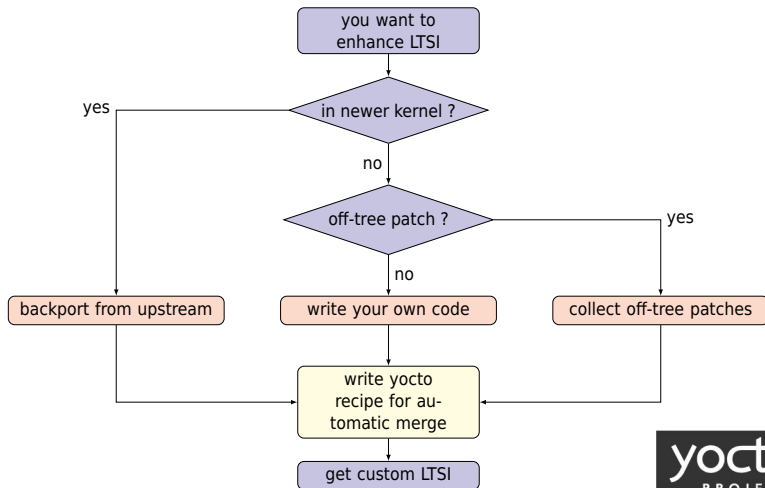 you want to
enhance LTSI
yes
in newer kernel ?
no
off-tree patch ?
yes
no
backport from upstream
write your own code
collect off-tree patches
write yocto
recipe for au-
tomatic merge
get custom LTSI